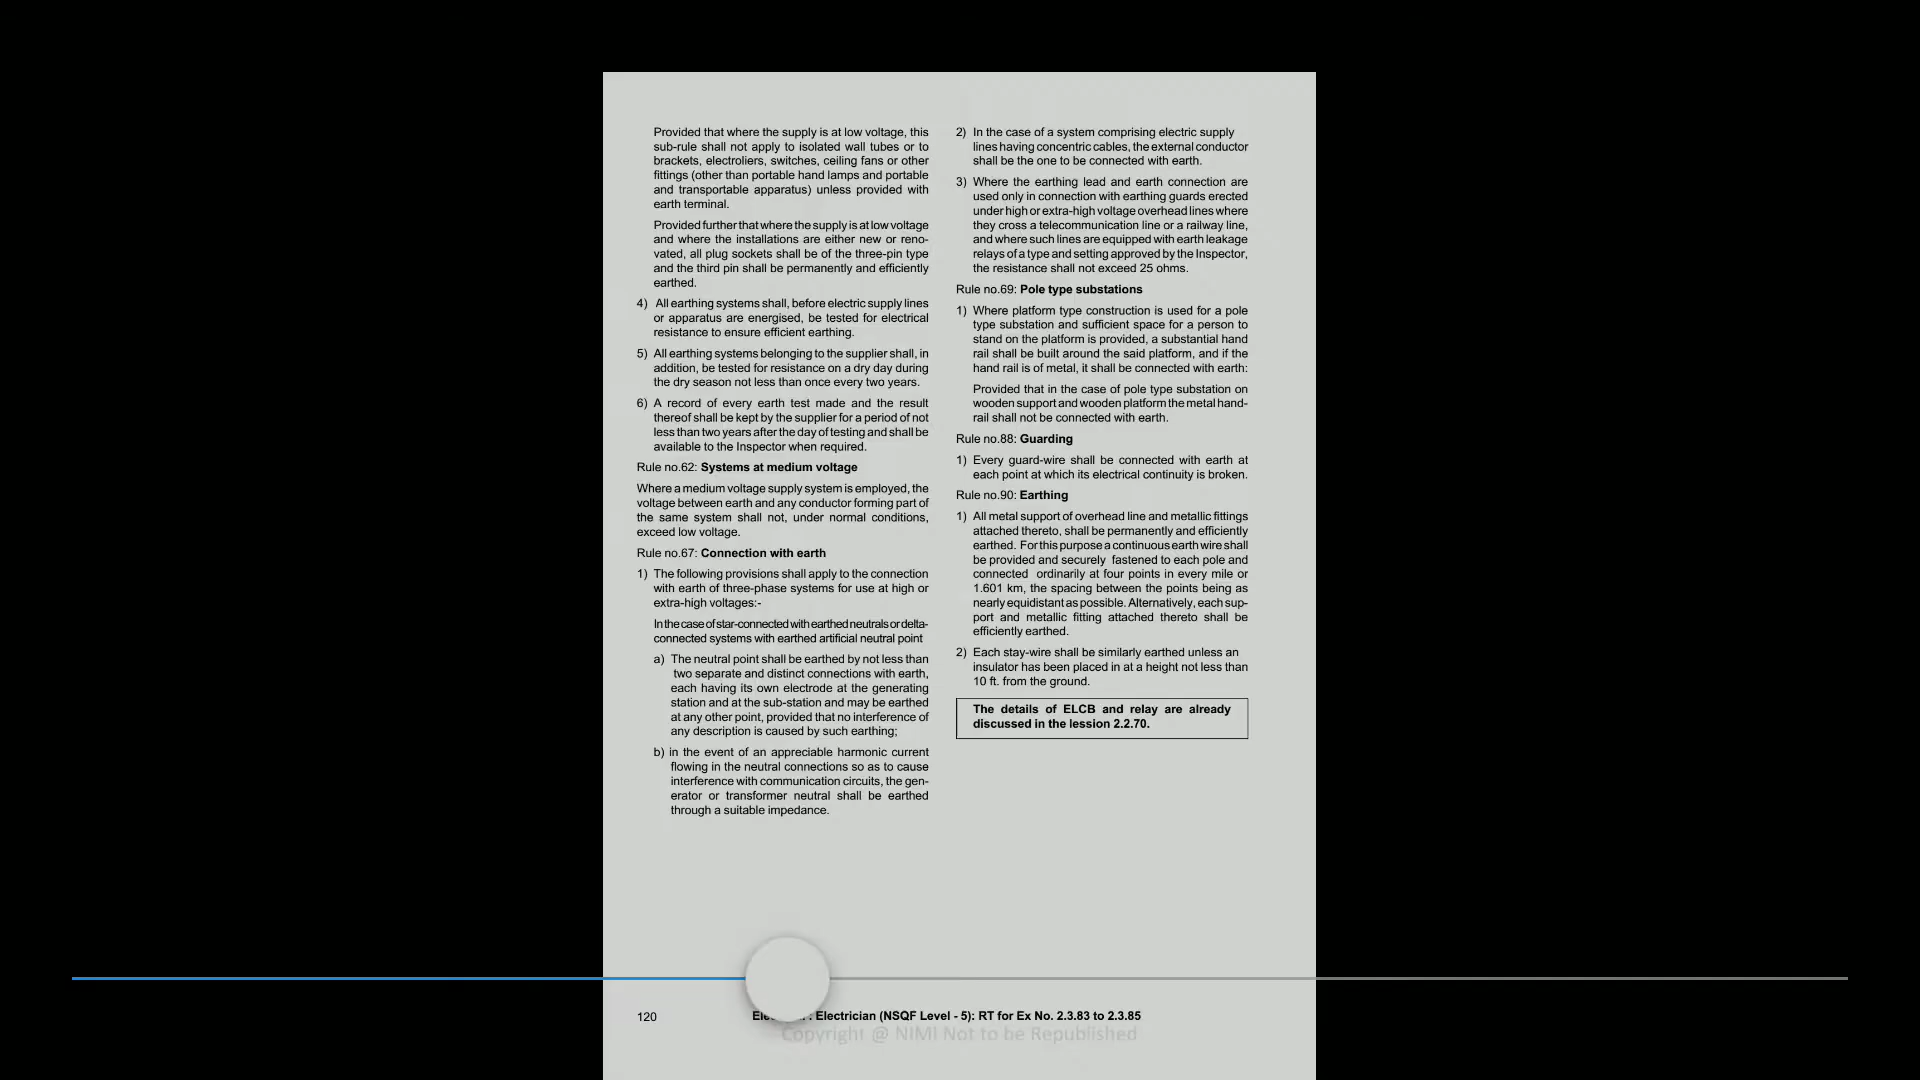 Provided that where the supply is at low voltage, this
sub-rule shall not apply to isolated wall tubes or to
brackets, electroliers, switches, ceiling fans or other
fittings (other than portable hand lamps and portable
and transportable apparatus) unless provided with
earth terminal.
Provided further that where the supply is at low voltage
and where the installations are either new or reno-
vated, all plug sockets shall be of the three-pin type
and the third pin shall be permanently and efficiently
earthed.
4) All earthing systems shall, before electric supply lines
or apparatus are energised, be tested for electrical
resistance to ensure efficient earthing.
5) All earthing systems belonging to the supplier shall, in
addition, be tested for resistance on a dry day during
the dry season not less than once every two years.
6) A record of every earth test made and the result
thereof shall be kept by the supplier for a period of not
less than two years after the day of testing and shall be
available to the Inspector when required.
Rule no.62: Systems at medium voltage
Where a medium voltage supply system is employed, the
voltage between earth and any conductor forming part of
the same system shall not, under normal conditions,
exceed low voltage.
Rule no.67: Connection with earth
1) The following provisions shall apply to the connection
with earth of three-phase systems for use at high or
extra-high voltages:-
In the case of star-connected with earthed neutrals or delta-
connected systems with earthed artificial neutral point
a) The neutral point shall be earthed by not less than
two separate and distinct connections with earth,
each having its own electrode at the generating
station and at the sub-station and may be earthed
at any other point, provided that no interference of
any description is caused by such earthing;
b) in the event of an appreciable harmonic current
flowing in the neutral connections so as to cause
interference with communication circuits, the gen-
erator or transformer neutral shall be earthed
through a suitable impedance.
2) In the case of a system comprising electric supply
lines having concentric cables, the external conductor
shall be the one to be connected with earth.
3) Where the earthing lead and earth connection are
used only in connection with earthing guards erected
under high or extra-high voltage overhead lines where
they cross a telecommunication line or a railway line,
and where such lines are equipped with earth leakage
relays of a type and setting approved by the Inspector,
the resistance shall not exceed 25 ohms.
Rule no.69: Pole type substations
1) Where platform type construction is used for a pole
type substation and sufficient space for a person to
stand on the platform is provided, a substantial hand
rail shall be built around the said platform, and if the
hand rail is of metal, it shall be connected with earth:
Provided that in the case of pole type substation on
wooden support and wooden platform the metal hand-
rail shall not be connected with earth.
Rule no.88: Guarding
1) Every guard-wire shall be connected with earth at
each point at which its electrical continuity is broken.
Rule no.90: Earthing
1) All metal support of overhead line and metallic fittings
attached thereto, shall be permanently and efficiently
earthed. For this purpose a continuous earth wire shall
be provided and securely fastened to each pole and
connected ordinarily at four points in every mile or
1.601 km, the spacing between the points being as
nearly equidistant as possible. Alternatively, each sup-
port and metallic fitting attached thereto shall be
efficiently earthed.
2) Each stay-wire shall be similarly earthed unless an
insulator has been placed in at a height not less than
10 ft. from the ground.
The details of ELCB and relay are already
discussed in the lession 2.2.70.
120 : Electrician (NSQF Level - 5): RT for Ex No. 2.3.83 to 2.3.85
Copyright @ NIMI Not to be Republished